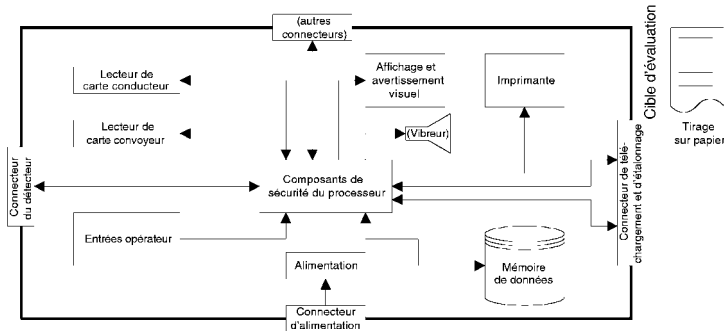 (autres
connecteurs)
Cible d'évaluation
Lecteur de
carte conducteur
Affichage et
avertissement
visuel
Imprimante
Tirage
sur papier
Lecteur de
carte convoyeur
(Vibreur)
Connecteur
du détecteur
Composants de
sécurité du processeur
Connecteur de télé-
chargement et d'étalonnage
Entrées opérateur
Alimentation
Mémoire
de données
Connecteur
d'alimentation